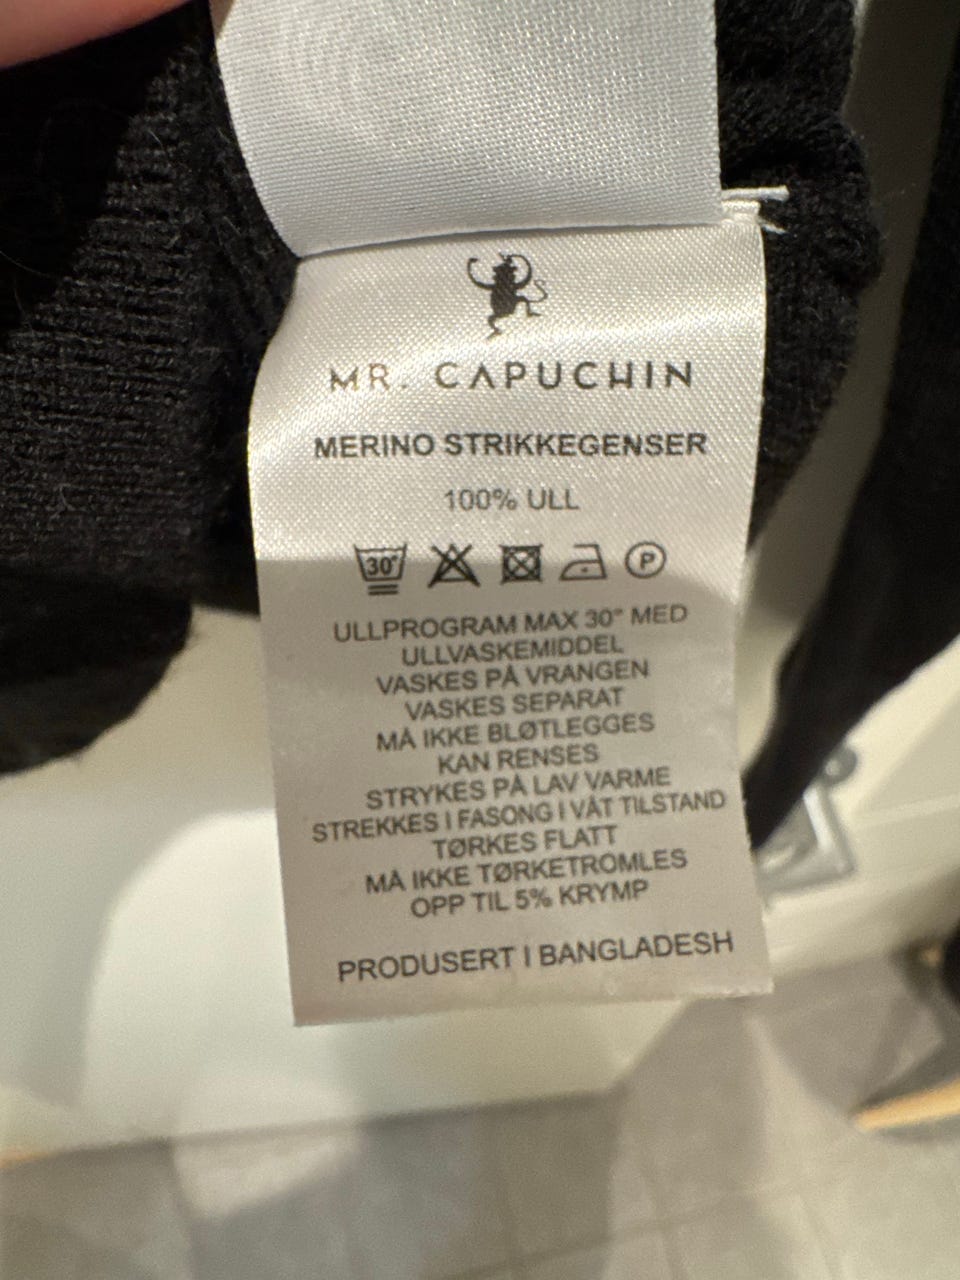 MR. CAPUCHIN
MERINO STRIKKEGENSER
100% ULL
30° P
ULLPROGRAM MAX 30° MED
ULLVASKEMIDDEL
VASKES PÅ VRANGEN
VASKES SEPARAT
MÅ IKKE BLØTLEGGES
KAN RENSES
STRYKES PÅ LAV VARME
STREKKES I FASONG I VÅT TILSTAND
TØRKES FLATT
MÅ IKKE TØRKETROMLES
OPP TIL 5% KRYMP
PRODUSERT I BANGLADESH